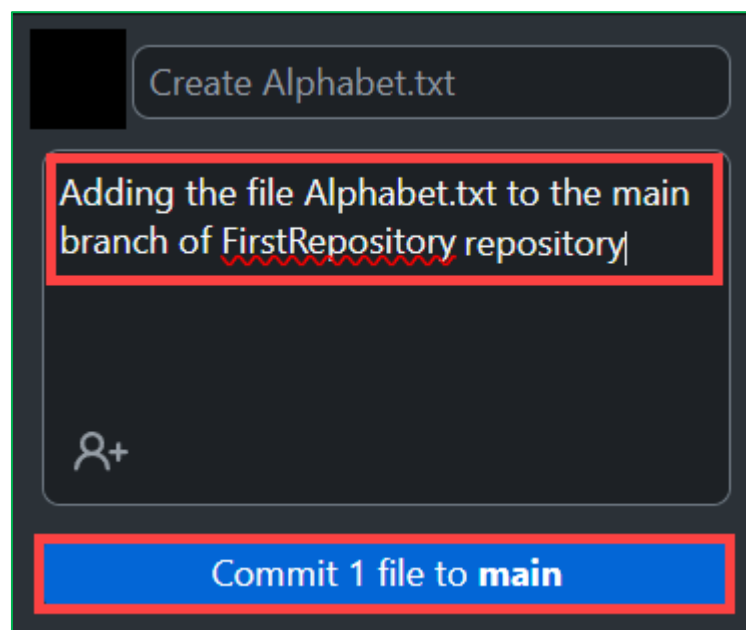 Create Alphabet.txt
Adding the file Alphabet.txt to the main
branch of FirstRepository repository
Commit 1 file to main